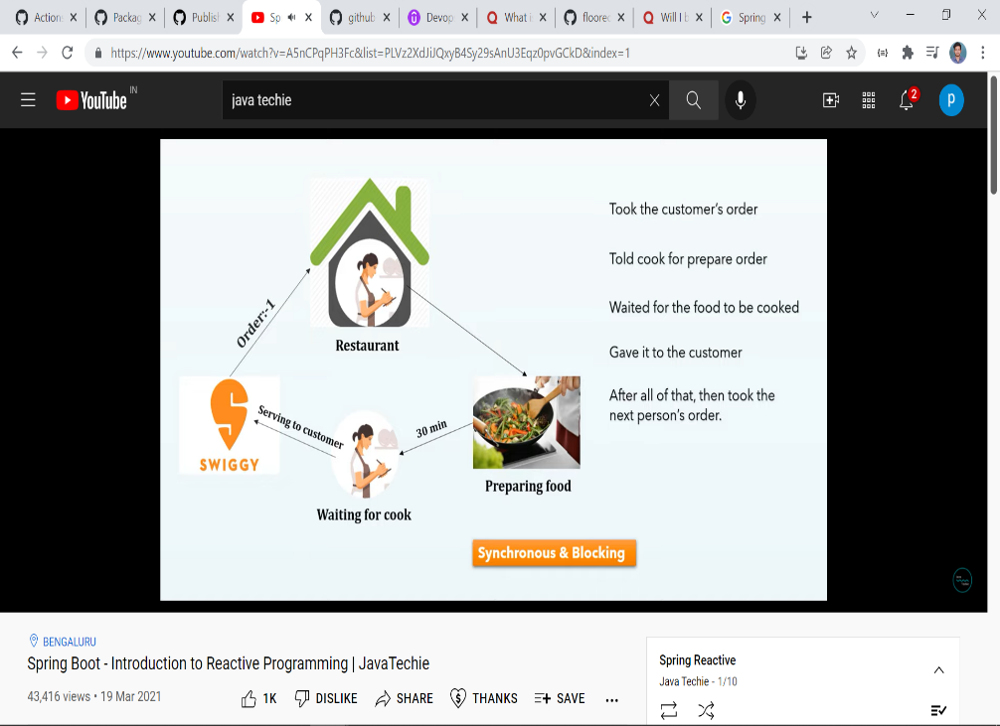 Action
Packag
Publis
Sp
github
Devop
What i
flooree
Will I b
Spring
https://www.youtube.com/watch?v=A5nCPqPH3Fc&list=PLVz2XdJiJQxyB4Sy29sAnU3Eqz0pvGCkD&index=1
YouTube IN
java techie
2
p
Order:-1
Restaurant
Serving to customer
30 min
SWIGGY
Preparing food
Waiting for cook
Took the customer's order
Told cook for prepare order
Waited for the food to be cooked
Gave it to the customer
After all of that, then took the
next person's order.
Synchronous & Blocking
BENGALURU
Spring Boot - Introduction to Reactive Programming | JavaTechie
43,416 views • 19 Mar 2021
1K DISLIKE SHARE THANKS SAVE
Spring Reactive
Java Techie - 1/10